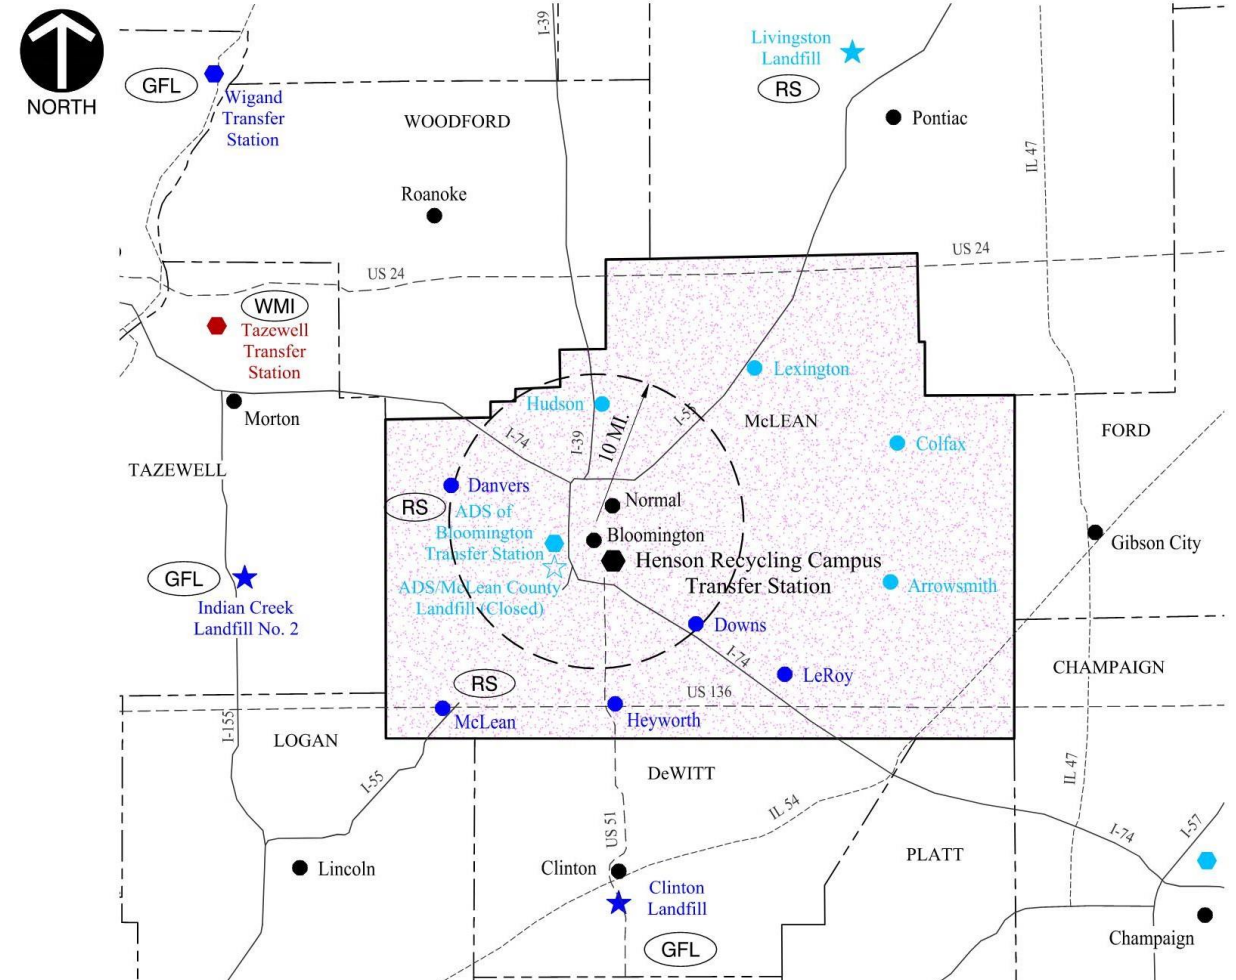 NORTH
GFL
Wigand
Transfer
Station
I-39
Livingston
Landfill
RS
Pontiac
WOODFORD
IL 47
Roanoke
US 24
US 24
WMI
Tazewell
Transfer
Station
Morton
Lexington
Hudson
McLEAN
I-74
I-39
10 MI.
I-55
Colfax
FORD
TAZEWELL
Danvers
RS
ADS of
Bloomington
Transfer Station
Normal
Bloomington
Henson Recycling Campus
Transfer Station
Gibson City
ADS/McLean County
Landfill (Closed)
Arrowsmith
GFL
Indian Creek
Landfill No. 2
Downs
I-74
LeRoy
CHAMPAIGN
RS
US 136
McLean
Heyworth
I-155
LOGAN
I-55
DeWITT
IL 47
IL 54
US 51
PLATT
I-74
I-57
Lincoln
Clinton
Clinton
Landfill
GFL
Champaign